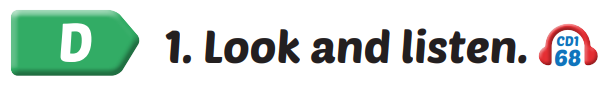 D 1. Look and listen. CD1
68